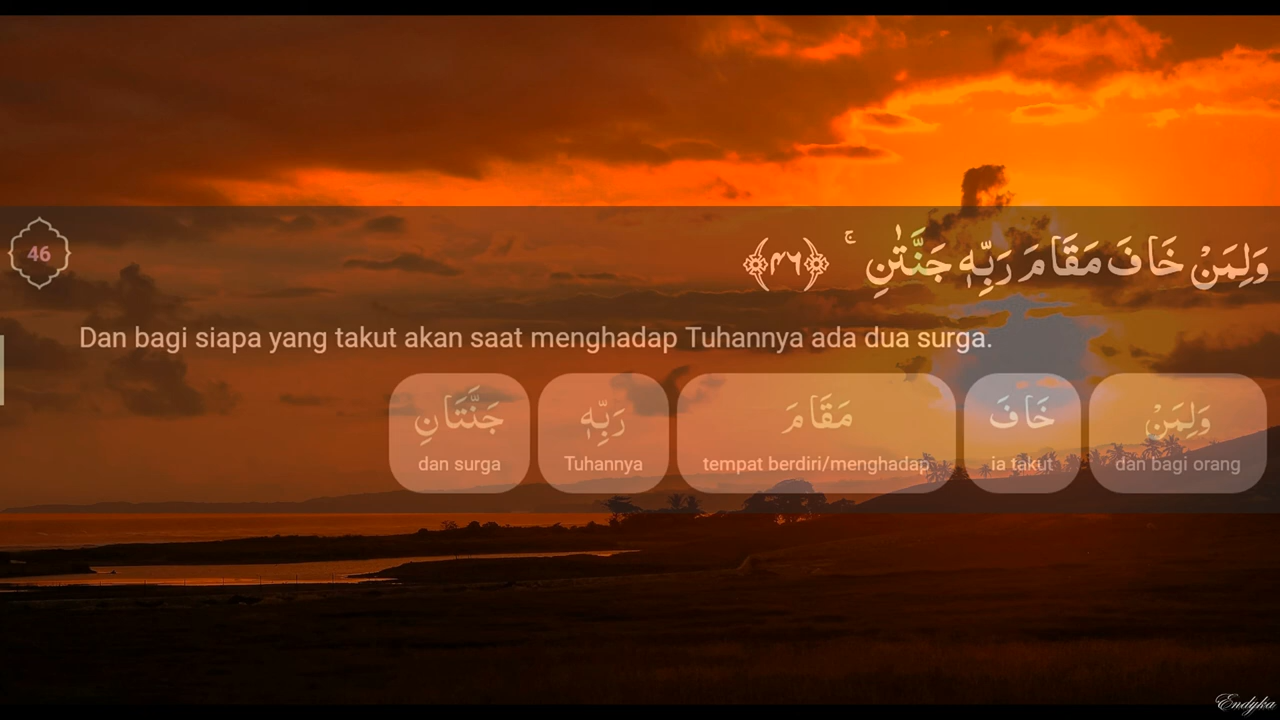 وَلِمَنْ خَافَ مَقَامَ رَبِّهٖ جَنَّتٰنِ ۚ ﴿٤٦﴾
46
Dan bagi siapa yang takut akan saat menghadap Tuhannya ada dua surga.
وَلِمَنْ خَافَ مَقَامَ رَبِّهٖ جَنَّتَانِ
dan bagi orang ia takut tempat berdiri/menghadap Tuhannya dan surga
Endyka